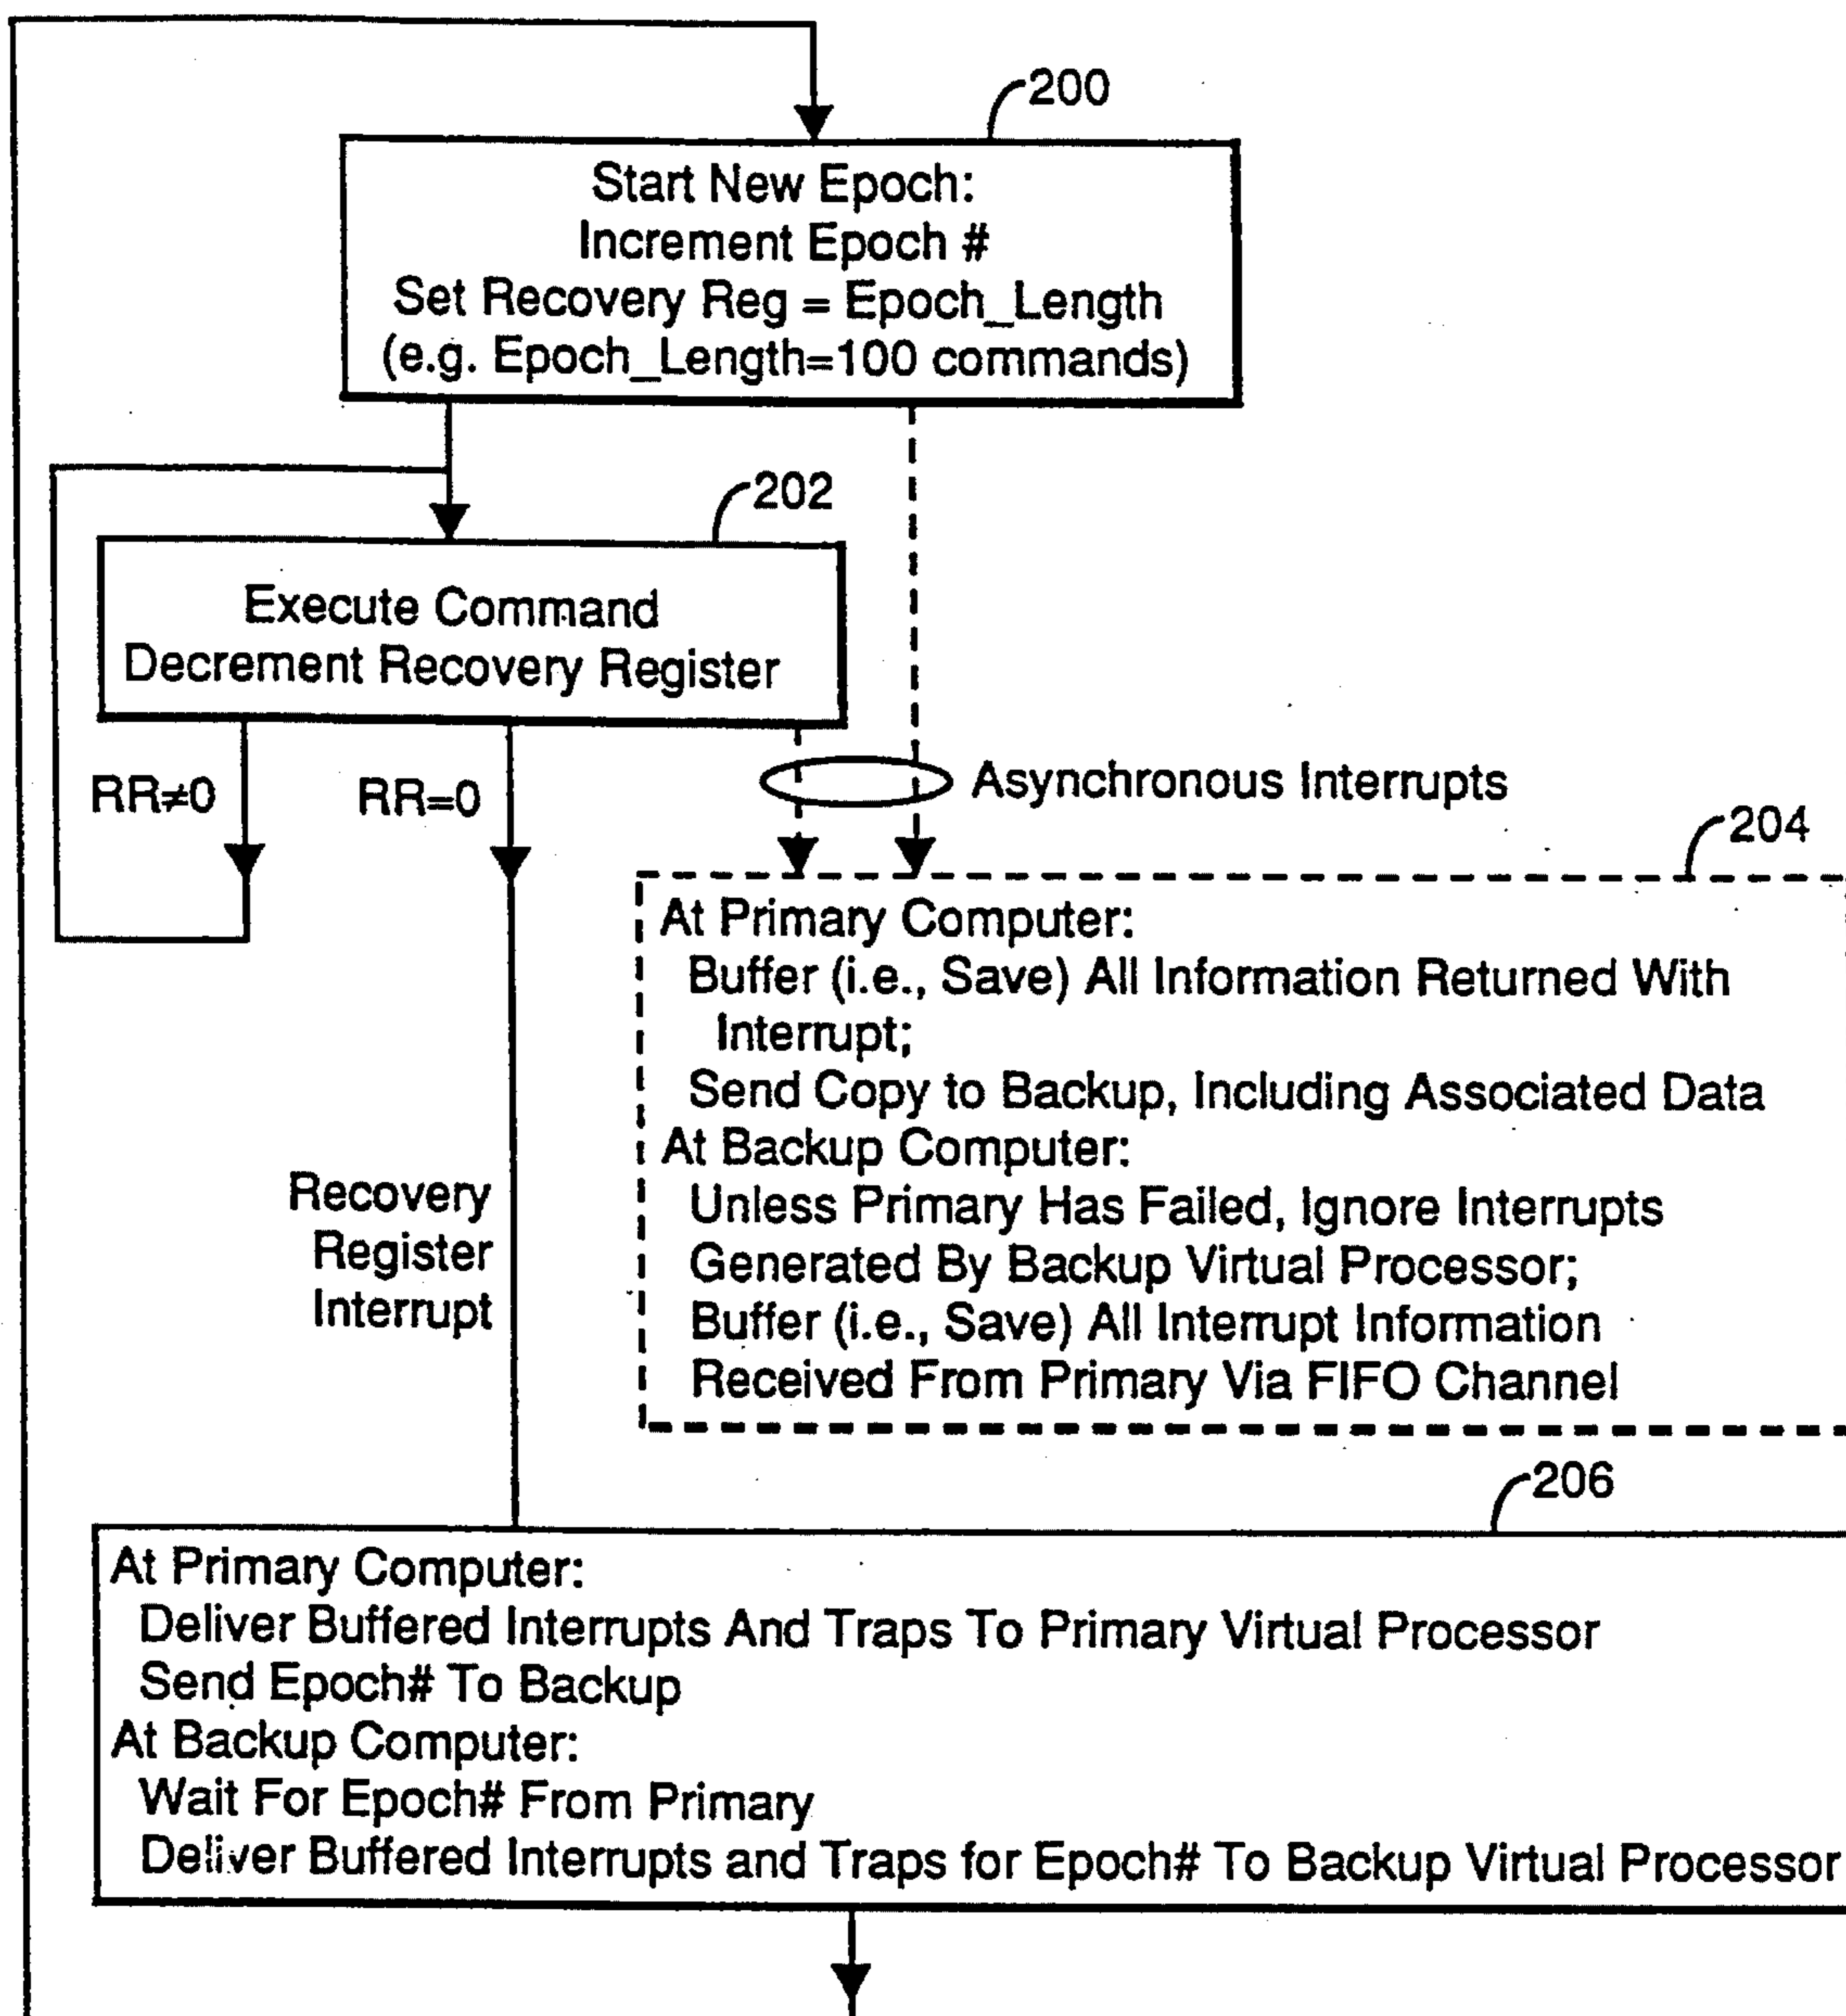 200
Start New Epoch:
Increment Epoch #
Set Recovery Reg = Epoch_Length
(e.g. Epoch_Length=100 commands)
202
Execute Command
Decrement Recovery Register
RR≠0
RR=0
Asynchronous Interrupts
204
At Primary Computer:
Buffer (i.e., Save) All Information Returned With
Interrupt;
Send Copy to Backup, Including Associated Data
At Backup Computer:
Unless Primary Has Failed, Ignore Interrupts
Generated By Backup Virtual Processor;
Buffer (i.e., Save) All Interrupt Information
Received From Primary Via FIFO Channel
Recovery
Register
Interrupt
206
At Primary Computer:
Deliver Buffered Interrupts And Traps To Primary Virtual Processor
Send Epoch# To Backup
At Backup Computer:
Wait For Epoch# From Primary
Deliver Buffered Interrupts and Traps for Epoch# To Backup Virtual Processor